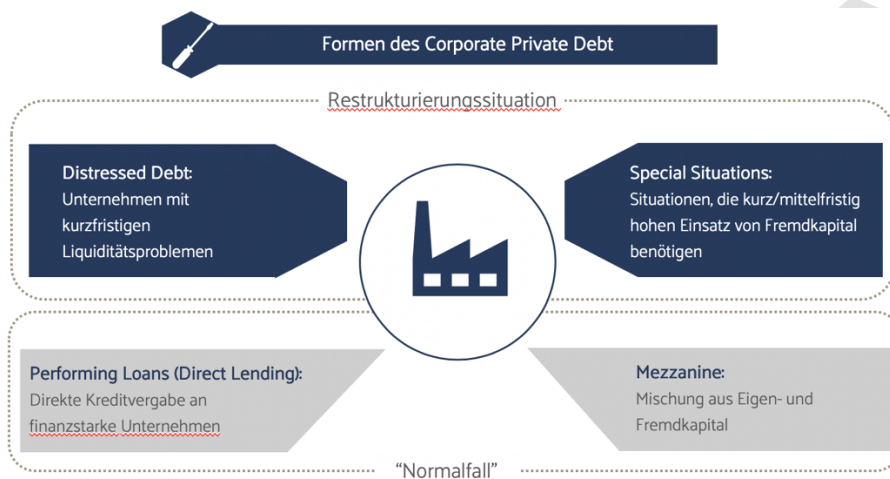 Formen des Corporate Private Debt
Restrukturierungssituation
Distressed Debt:
Unternehmen mit
kurzfristigen
Liquiditätsproblemen
Special Situations:
Situationen, die kurz/mittelfristig
hohen Einsatz von Fremdkapital
benötigen
Performing Loans (Direct Lending):
Direkte Kreditvergabe an
finanzstarke Unternehmen
Mezzanine:
Mischung aus Eigen- und
Fremdkapital
“Normalfall”